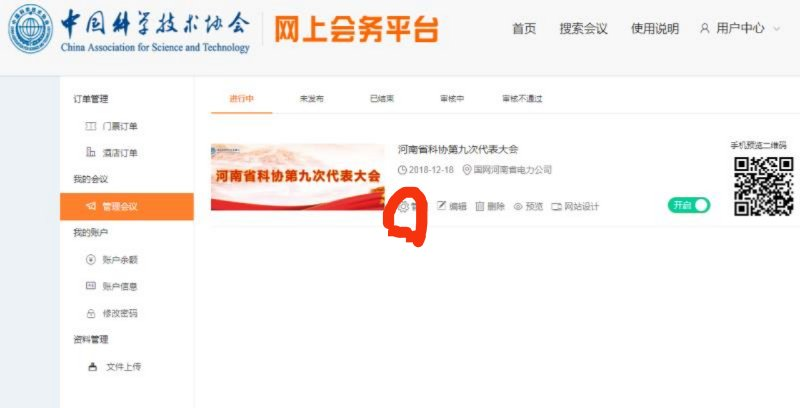 中国科学技术协会
China Association for Science and Technology
网上会务平台
首页 搜索会议 使用说明 用户中心
订单管理
门票订单
酒店订单
我的会议
管理会议
我的账户
账户余额
账户信息
修改密码
资料管理
文件上传
进行中 未发布 已结束 审核中 审核不通过
河南省科协第九次代表大会
河南省科协第九次代表大会
2018-12-18 国网河南省电力公司
编辑 删除 预览 网站设计
开启
手机预览二维码